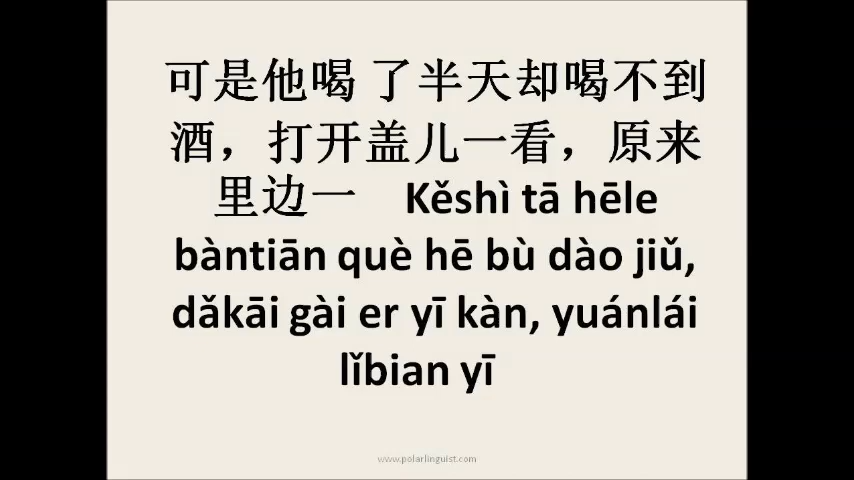 可是他喝 了半天却喝不到
酒，打开盖儿一看，原来
里边一 Kěshì tā hēle
bàntiān què hē bù dào jiǔ,
dǎkāi gài er yī kàn, yuánlái
lǐbian yī
www.polarlinguist.com